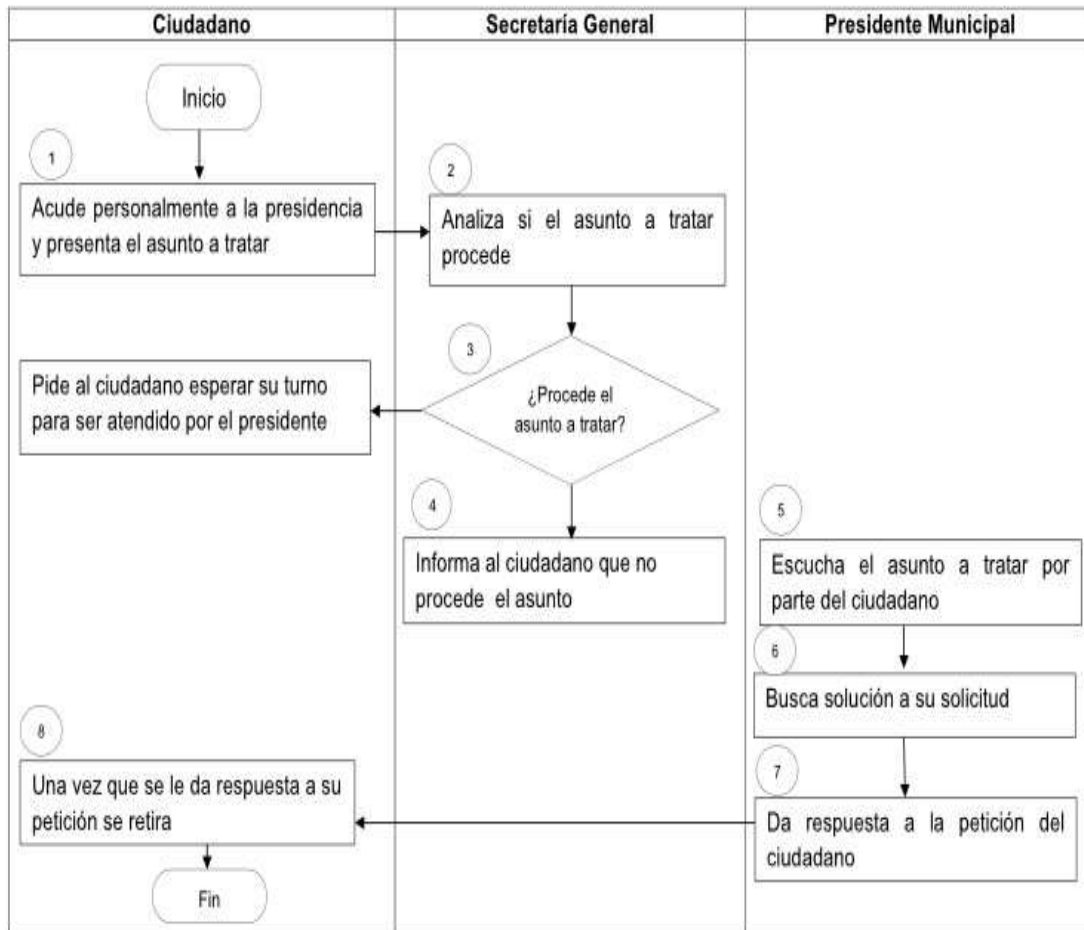 Ciudadano
Secretaría General
Presidente Municipal
Inicio
1
Acude personalmente a la presidencia
y presenta el asunto a tratar
2
Analiza si el asunto a tratar
procede
3
¿Procede el
asunto a tratar?
Pide al ciudadano esperar su turno
para ser atendido por el presidente
4
Informa al ciudadano que no
procede el asunto
5
Escucha el asunto a tratar por
parte del ciudadano
6
Busca solución a su solicitud
7
Da respuesta a la petición del
ciudadano
8
Una vez que se le da respuesta a su
petición se retira
Fin